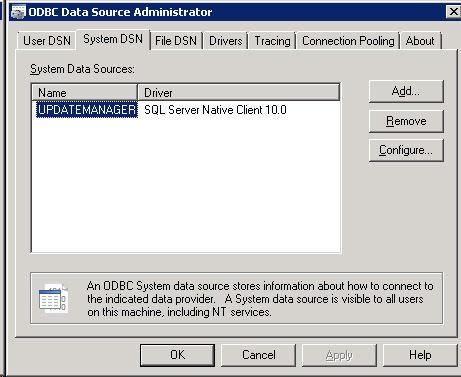 ODBC Data Source Administrator
User DSN System DSN File DSN Drivers Tracing Connection Pooling About
System Data Sources:
Name Driver
UPDATEMANAGER SQL Server Native Client 10.0
Add...
Remove
Configure...
An ODBC System data source stores information about how to connect to
the indicated data provider. A System data source is visible to all users
on this machine, including NT services.
OK Cancel Apply Help